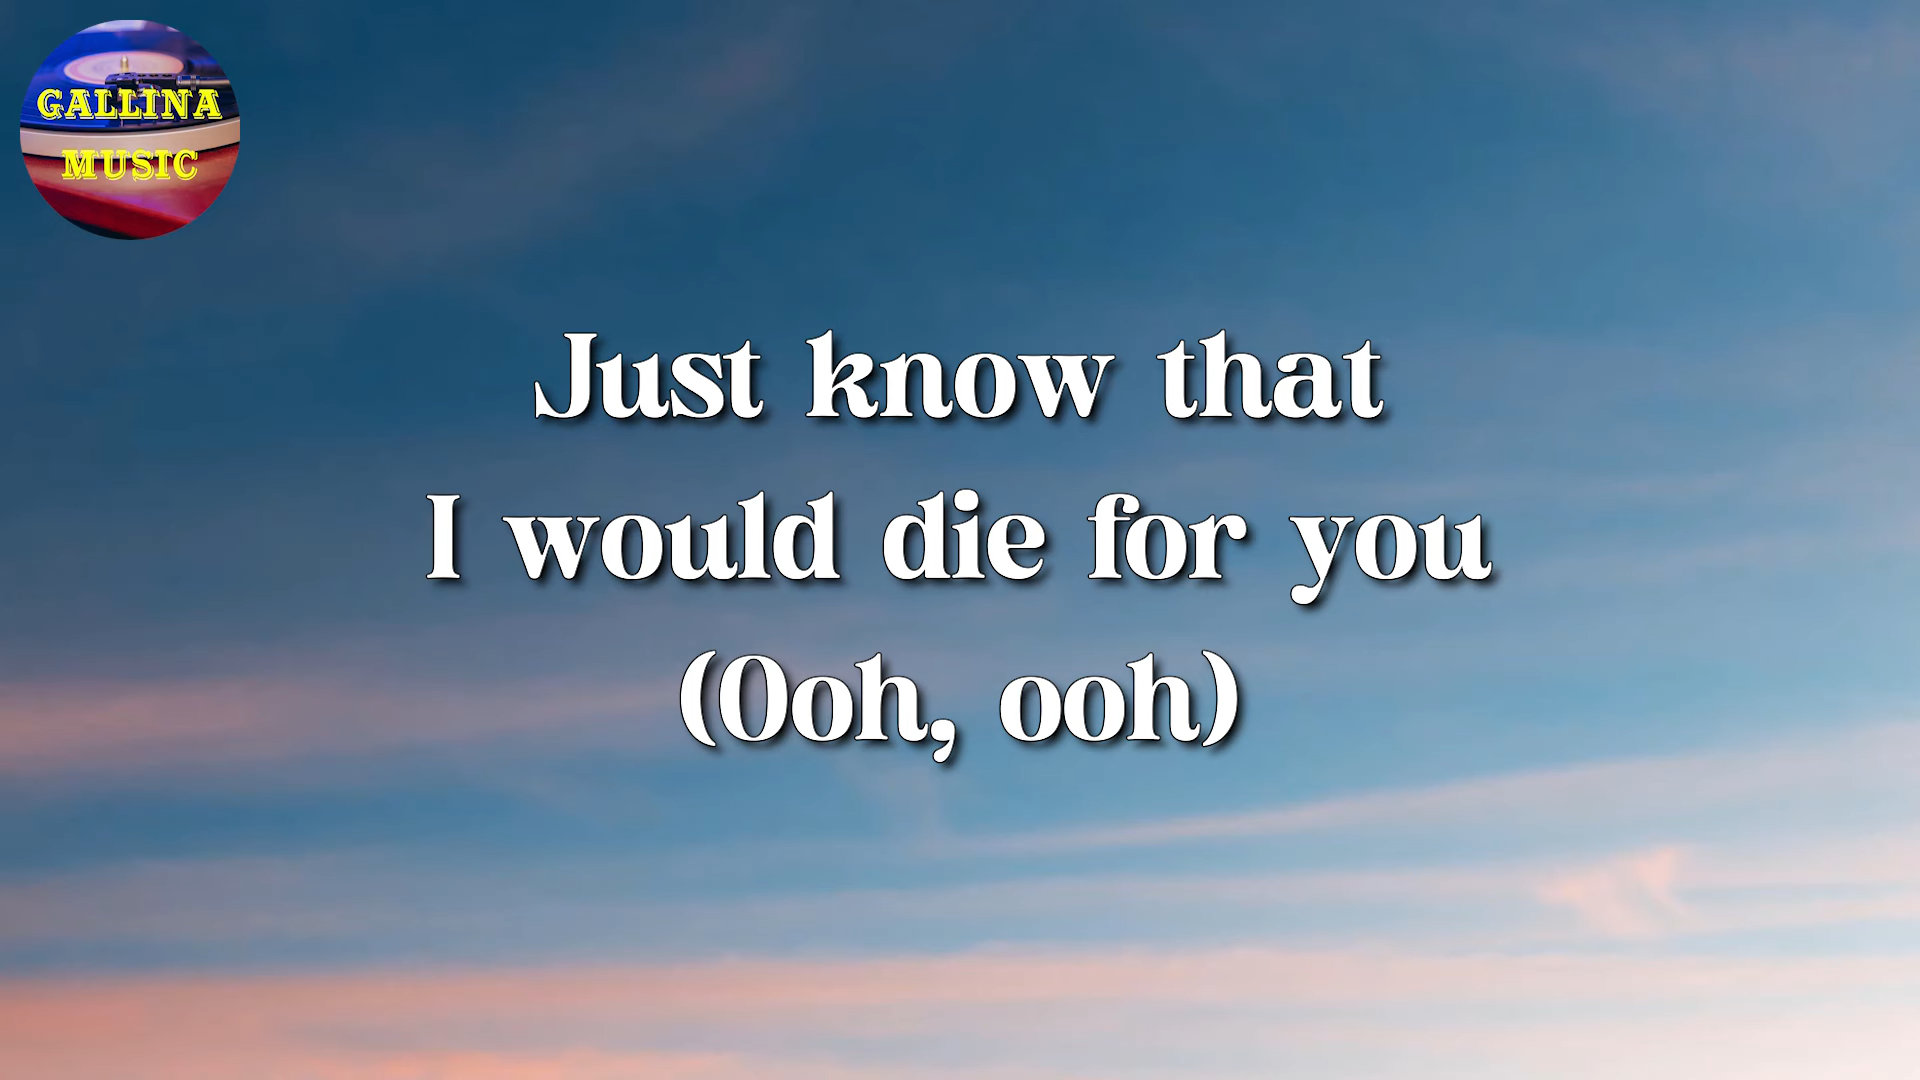 GALLINA
MUSIC
Just know that
I would die for you
(Ooh, ooh)